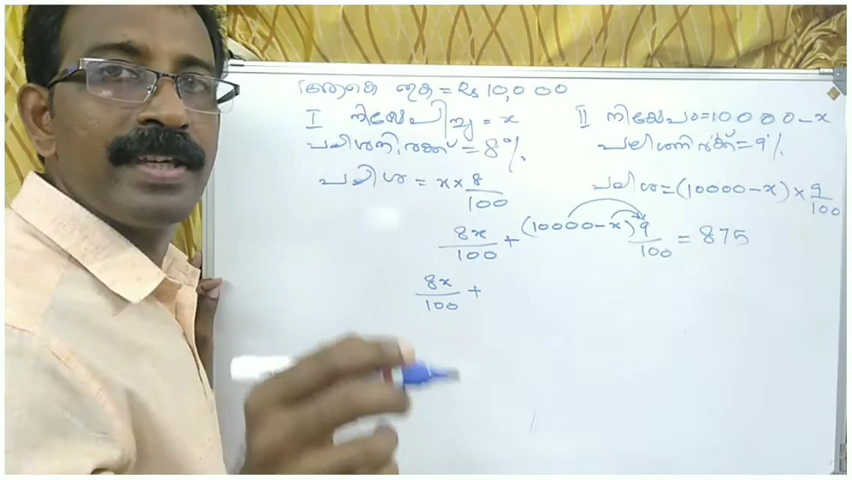 ആകെ തുക = Rs 10,000
I നിക്ഷേപിച്ച = x
II നിക്ഷേപം = 10000 - x
പലിശനിരക്ക് = 8%
പലിശനിരക്ക് = 9%
പലിശ = x × 8/100
പലിശ = (10000 - x) × 9/100
8x/100 + (10000 - x) 9/100 = 875
8x/100 +